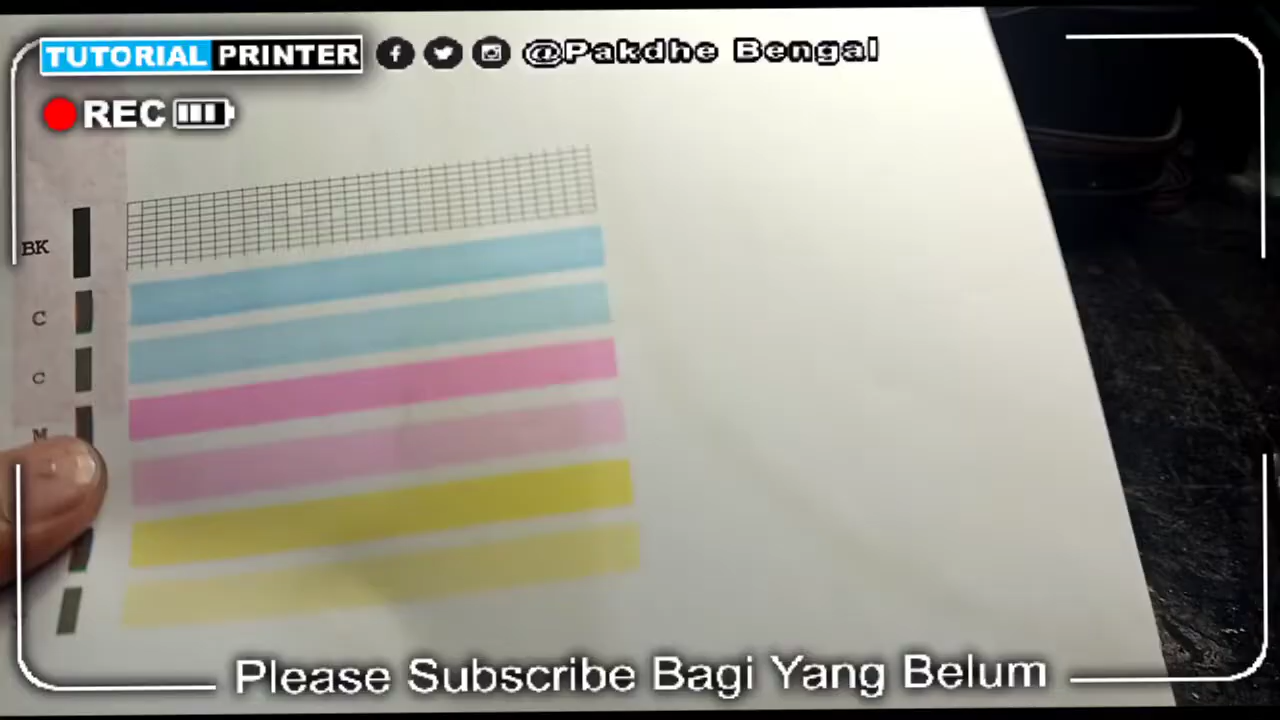 TUTORIAL PRINTER @Pakdhe Bengal
REC
BK
C
c
M
Please Subscribe Bagi Yang Belum